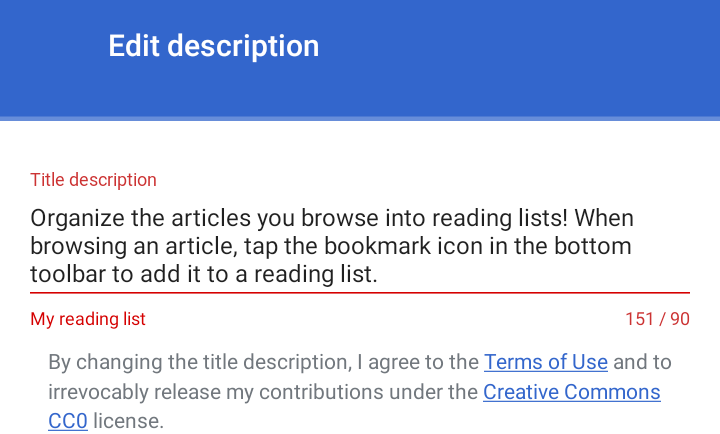 Edit description
Title description
Organize the articles you browse into reading lists! When
browsing an article, tap the bookmark icon in the bottom
toolbar to add it to a reading list.
My reading list 151 / 90
By changing the title description, I agree to the Terms of Use and to
irrevocably release my contributions under the Creative Commons
CC0 license.